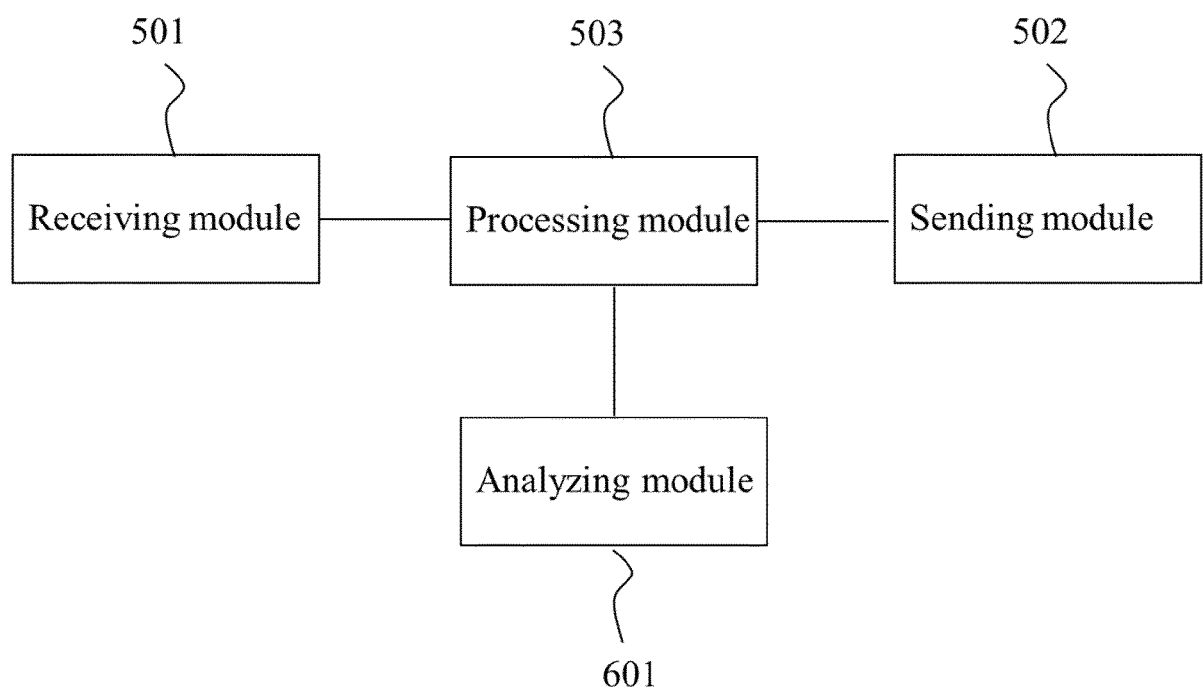 501
503
502
Receiving module
Processing module
Sending module
Analyzing module
601